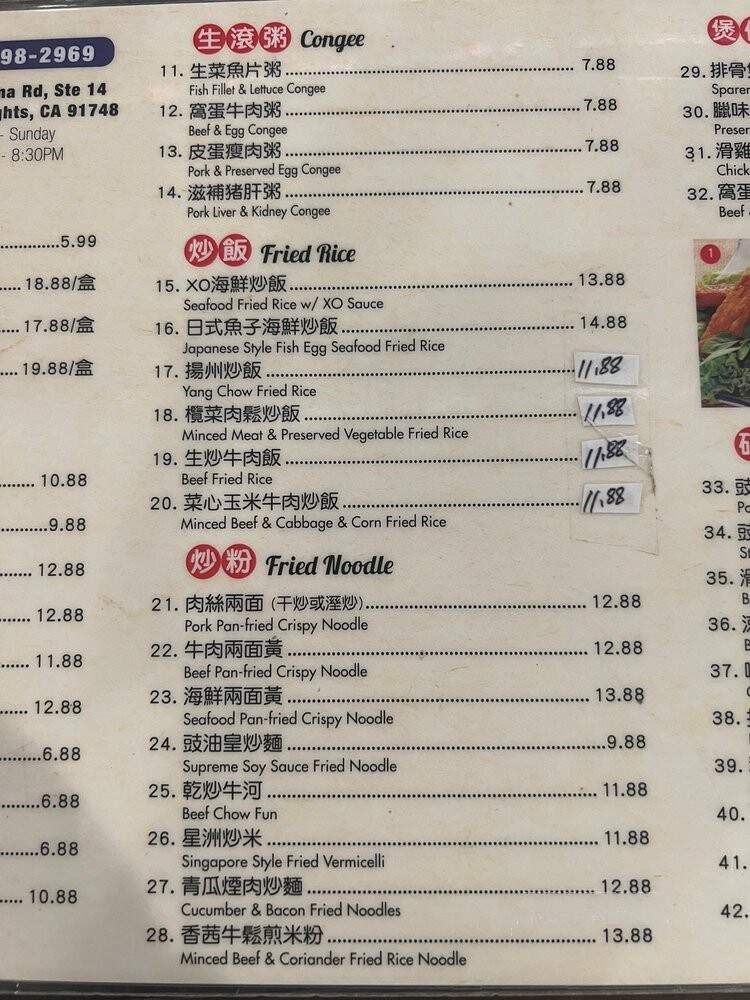 98-2969
na Rd, Ste 14
ghts, CA 91748
- Sunday
- 8:30PM
5.99
18.88/盒
17.88/盒
19.88/盒
10.88
9.88
12.88
12.88
11.88
12.88
6.88
6.88
6.88
10.88
生滾粥 Congee
11. 生菜魚片粥 7.88
Fish Fillet & Lettuce Congee
12. 窩蛋牛肉粥 7.88
Beef & Egg Congee
13. 皮蛋瘦肉粥 7.88
Pork & Preserved Egg Congee
14. 滋補猪肝粥 7.88
Pork Liver & Kidney Congee
炒飯 Fried Rice
15. XO海鮮炒飯 13.88
Seafood Fried Rice w/ XO Sauce
16. 日式魚子海鮮炒飯 14.88
Japanese Style Fish Egg Seafood Fried Rice
17. 揚州炒飯 11.88
Yang Chow Fried Rice
18. 欖菜肉鬆炒飯 11.88
Minced Meat & Preserved Vegetable Fried Rice
19. 生炒牛肉飯 11.88
Beef Fried Rice
20. 菜心玉米牛肉炒飯 11.88
Minced Beef & Cabbage & Corn Fried Rice
炒粉 Fried Noodle
21. 肉絲兩面 (干炒或溼炒) 12.88
Pork Pan-fried Crispy Noodle
22. 牛肉兩面黃 12.88
Beef Pan-fried Crispy Noodle
23. 海鮮兩面黃 13.88
Seafood Pan-fried Crispy Noodle
24. 豉油皇炒麵 9.88
Supreme Soy Sauce Fried Noodle
25. 乾炒牛河 11.88
Beef Chow Fun
26. 星洲炒米 11.88
Singapore Style Fried Vermicelli
27. 青瓜煙肉炒麵 12.88
Cucumber & Bacon Fried Noodles
28. 香茜牛鬆煎米粉 13.88
Minced Beef & Coriander Fried Rice Noodle
煲
29. 排骨
Sparer
30. 臘味
Preser
31. 滑雞
Chick
32. 窩蛋
Beef
1
33. 豉
34. 豉
35. 滑
36.
37.
38.
39.
40.
41.
42.